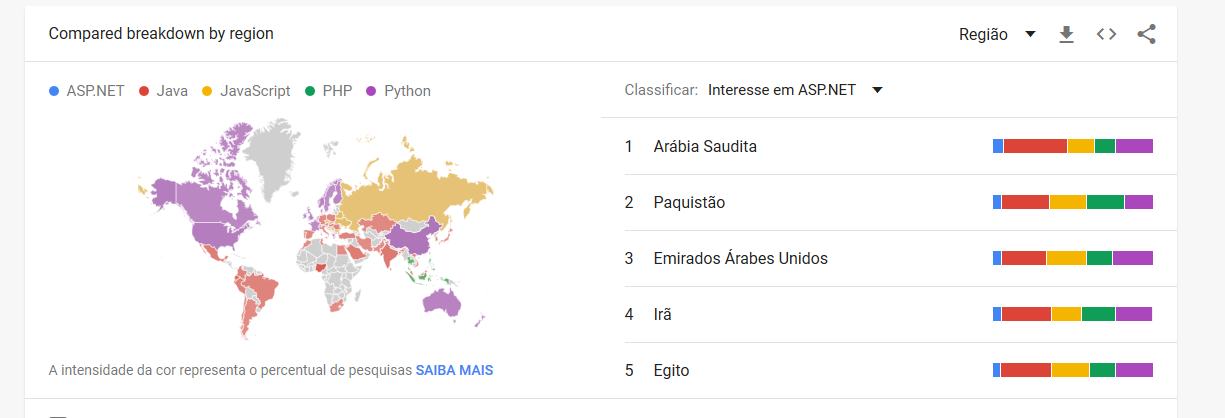 Compared breakdown by region
Região
ASP.NET Java JavaScript PHP Python
Classificar: Interesse em ASP.NET
1 Arábia Saudita
2 Paquistão
3 Emirados Árabes Unidos
4 Irã
5 Egito
A intensidade da cor representa o percentual de pesquisas SAIBA MAIS